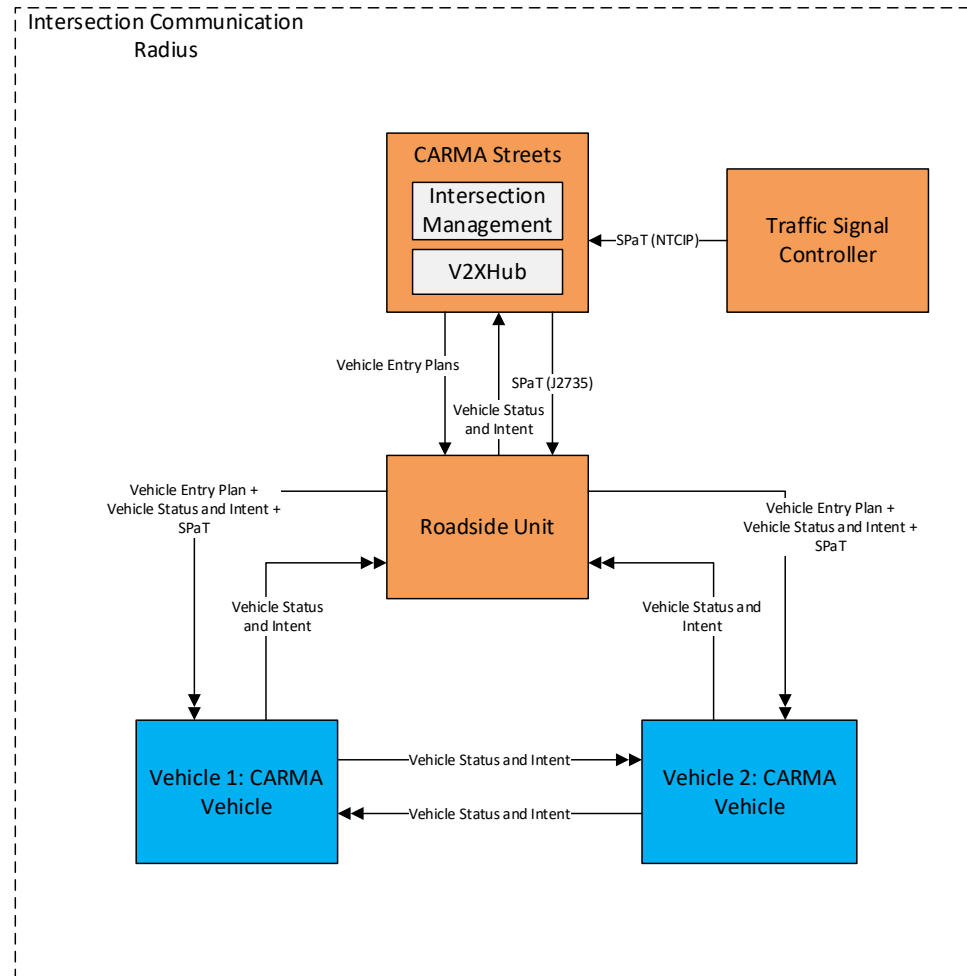 Intersection Communication
Radius
CARMA Streets
Intersection
Management
V2XHub
SPaT (NTCIP)
Traffic Signal
Controller
Vehicle Entry Plans
SPaT (J2735)
Vehicle Status
and Intent
Vehicle Entry Plan +
Vehicle Status and Intent +
SPaT
Roadside Unit
Vehicle Entry Plan +
Vehicle Status and Intent +
SPaT
Vehicle Status
and Intent
Vehicle Status and
Intent
Vehicle 1: CARMA
Vehicle
Vehicle Status and Intent
Vehicle Status and Intent
Vehicle 2: CARMA
Vehicle